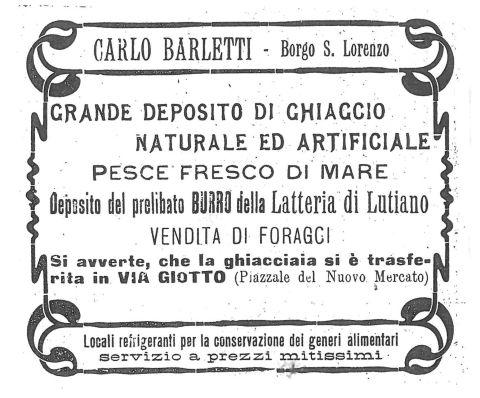 CARLO BARLETTI - Borgo S. Lorenzo
GRANDE DEPOSITO DI GHIACCIO
NATURALE ED ARTIFICIALE
PESCE FRESCO DI MARE
Deposito del prelibato BURRO della Latteria di Lutiano
VENDITA DI FORAGGI
Si avverte, che la ghiacciaia si è trasfe-
rita in VIA GIOTTO (Piazzale del Nuovo Mercato)
Locali refrigeranti per la conservazione dei generi alimentari
servizio a prezzi mitissimi